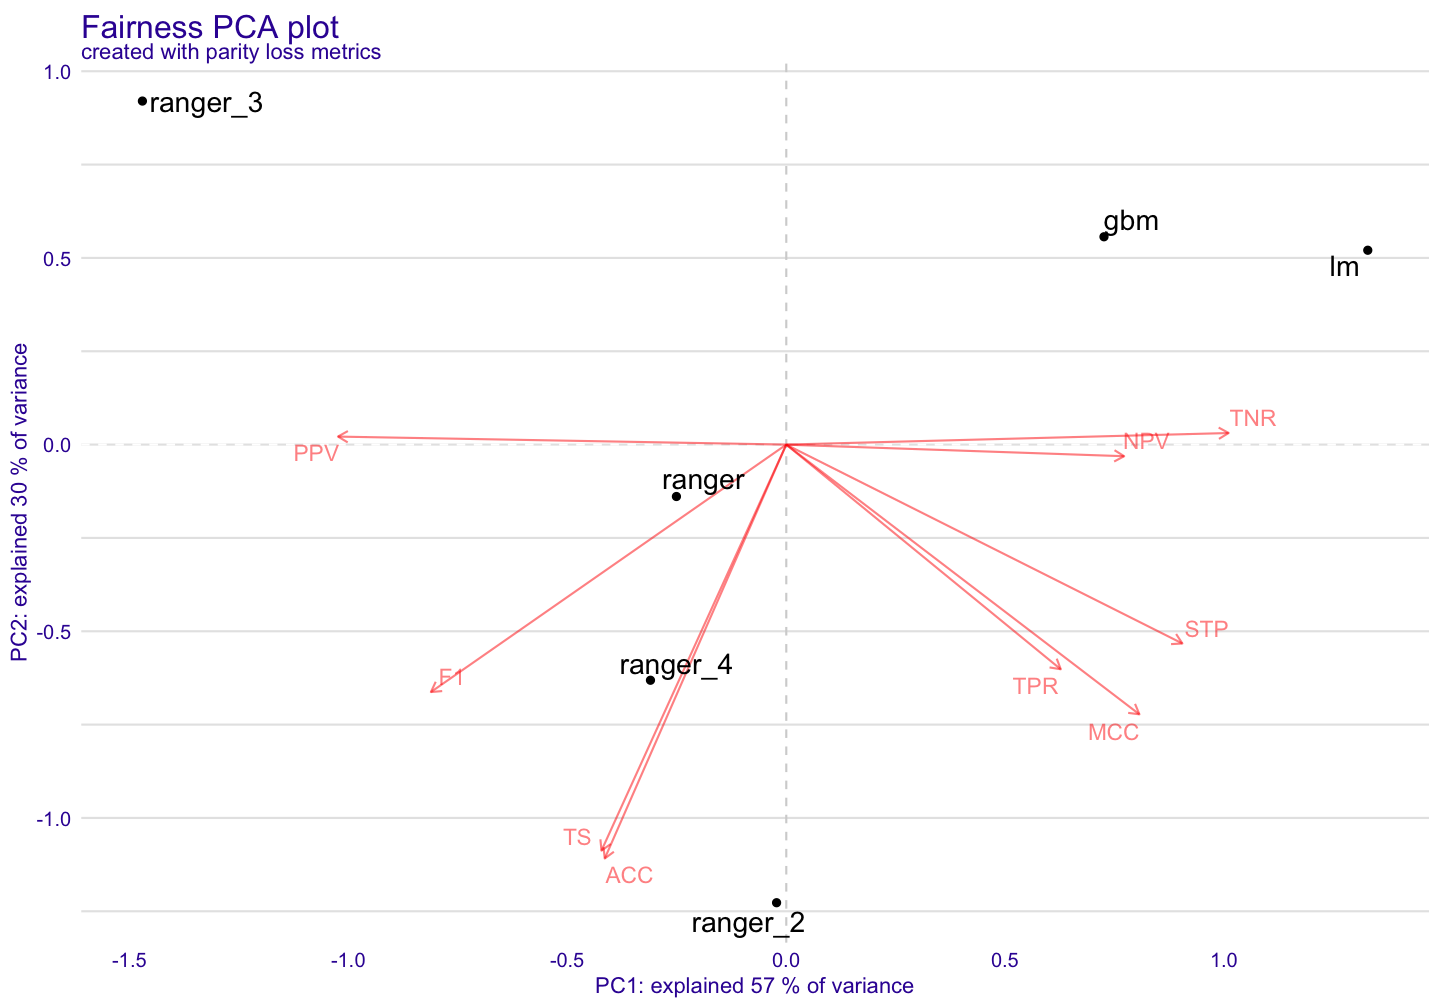 Fairness PCA plot
created with parity loss metrics
1.0
ranger_3
gbm
0.5
lm
TNR
0.0
NPV
PPV
ranger
-0.5
STP
ranger_4
F1
TPR
MCC
-1.0
TS
ACC
ranger_2
-1.5 -1.0 -0.5 0.0 0.5 1.0
PC1: explained 57 % of variance
PC2: explained 30 % of variance